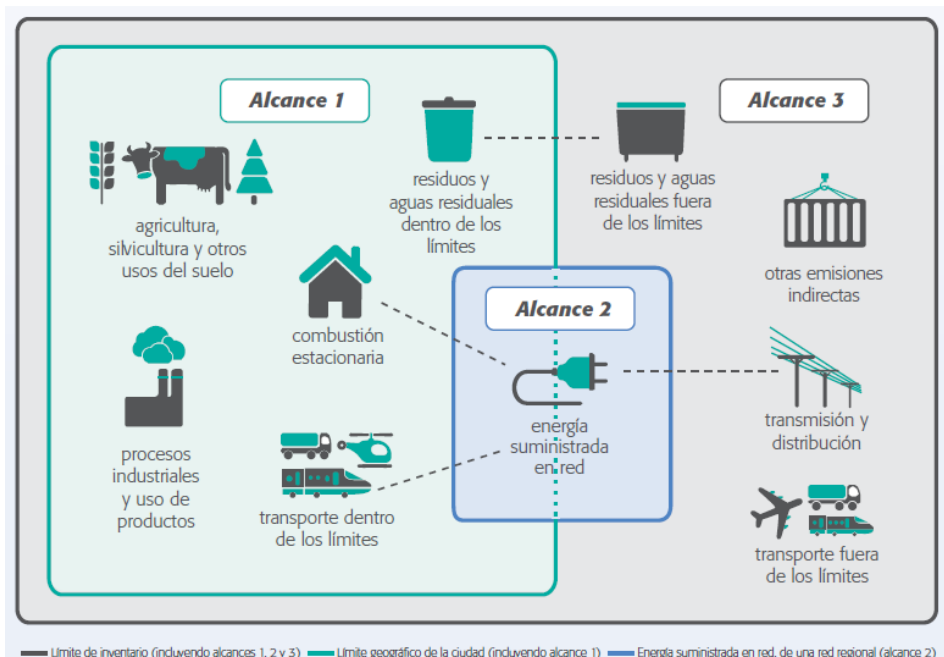 Alcance 1
Alcance 3
agricultura,
silvicultura y otros
usos del suelo
residuos y
aguas residuales
dentro de los
límites
residuos y aguas
residuales fuera
de los límites
otras emisiones
indirectas
combustión
estacionaria
Alcance 2
energía
suministrada
en red
transmisión y
distribución
procesos
industriales
y uso de
productos
transporte dentro
de los límites
transporte fuera
de los límites
Límite de inventario (incluyendo alcances 1, 2 y 3) Límite geográfico de la ciudad (incluyendo alcance 1) Energía suministrada en red, de una red regional (alcance 2)